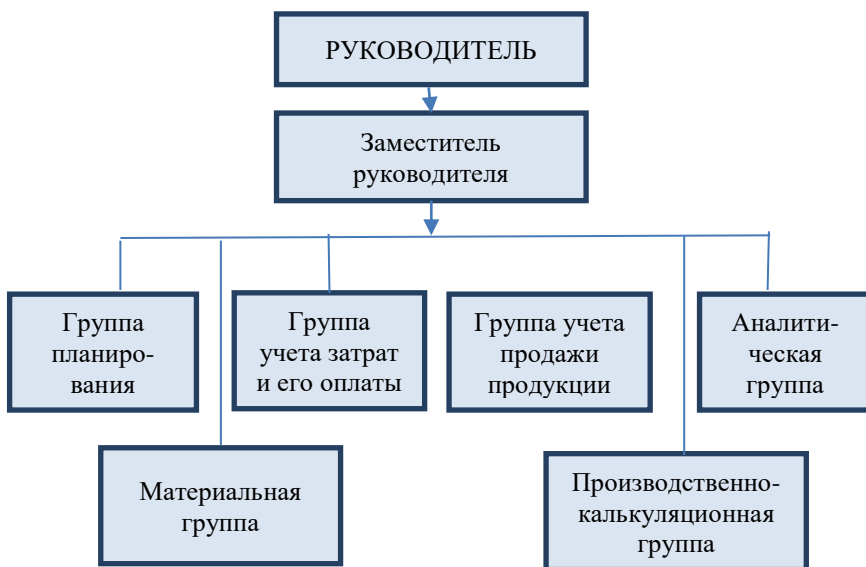 РУКОВОДИТЕЛЬ
Заместитель
руководителя
Группа
планиро-
вания
Группа
учета затрат
и его оплаты
Группа учета
продажи
продукции
Аналити-
ческая
группа
Материальная
группа
Производственно-
калькуляционная
группа